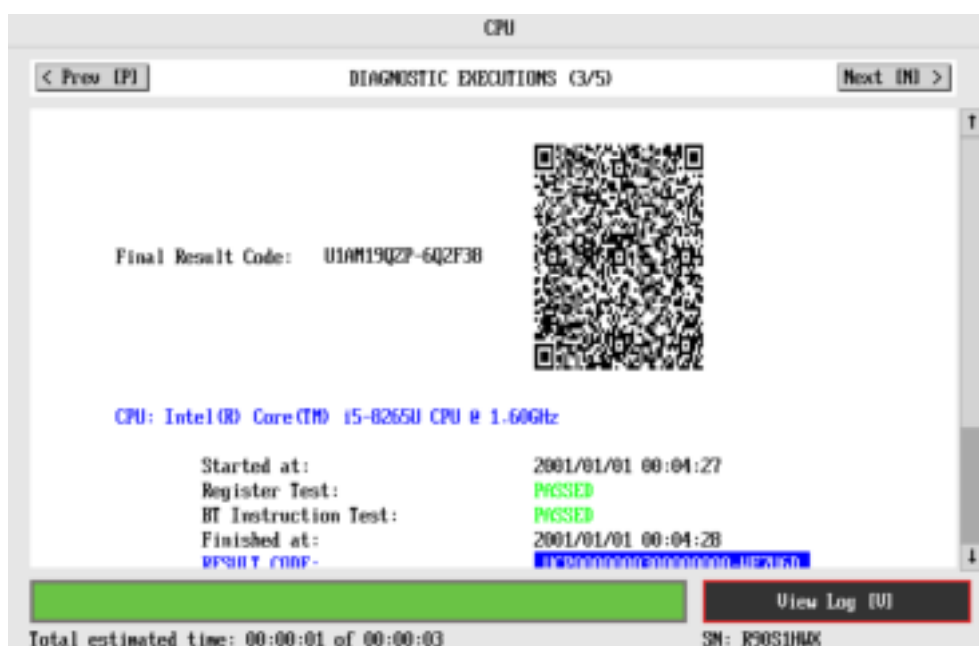 CPU
< Prev [P]
DIAGNOSTIC EXECUTIONS (3/5)
Next [N] >
Final Result Code: U1AM19QZP-6Q2F38
CPU: Intel(R) Core(TM) i5-8265U CPU @ 1.60GHz
Started at: 2001/01/01 00:04:27
Register Test: PASSED
BT Instruction Test: PASSED
Finished at: 2001/01/01 00:04:28
RESULT CODE:
View Log [V]
Total estimated time: 00:00:01 of 00:00:03
SN: R90S1HWX